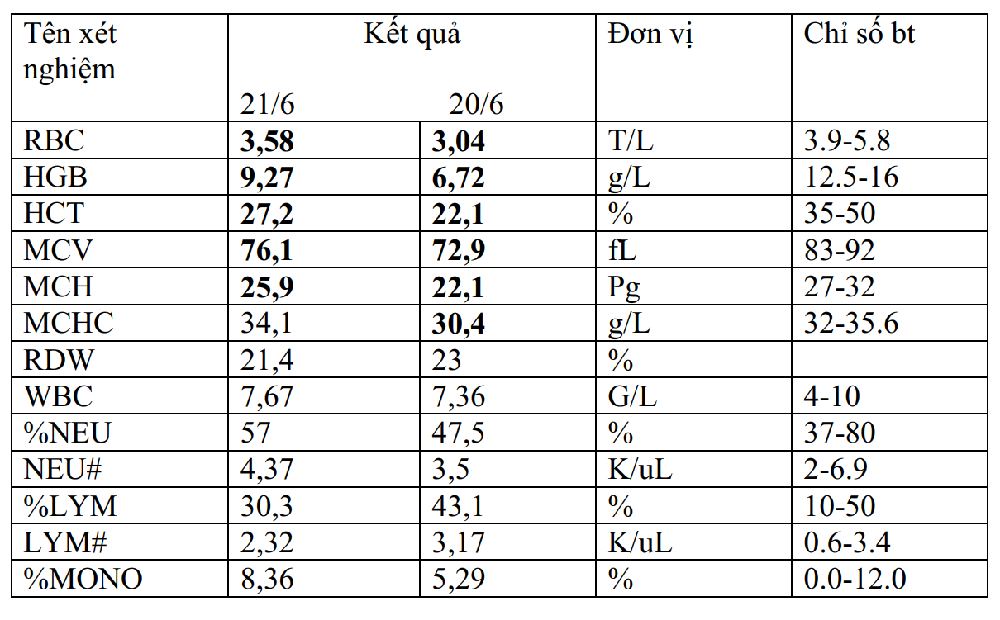 Tên xét nghiệm Kết quả Đơn vị Chỉ số bt
21/6 20/6
RBC 3,58 3,04 T/L 3.9-5.8
HGB 9,27 6,72 g/L 12.5-16
HCT 27,2 22,1 % 35-50
MCV 76,1 72,9 fL 83-92
MCH 25,9 22,1 Pg 27-32
MCHC 34,1 30,4 g/L 32-35.6
RDW 21,4 23 %
WBC 7,67 7,36 G/L 4-10
%NEU 57 47,5 % 37-80
NEU# 4,37 3,5 K/uL 2-6.9
%LYM 30,3 43,1 % 10-50
LYM# 2,32 3,17 K/uL 0.6-3.4
%MONO 8,36 5,29 % 0.0-12.0